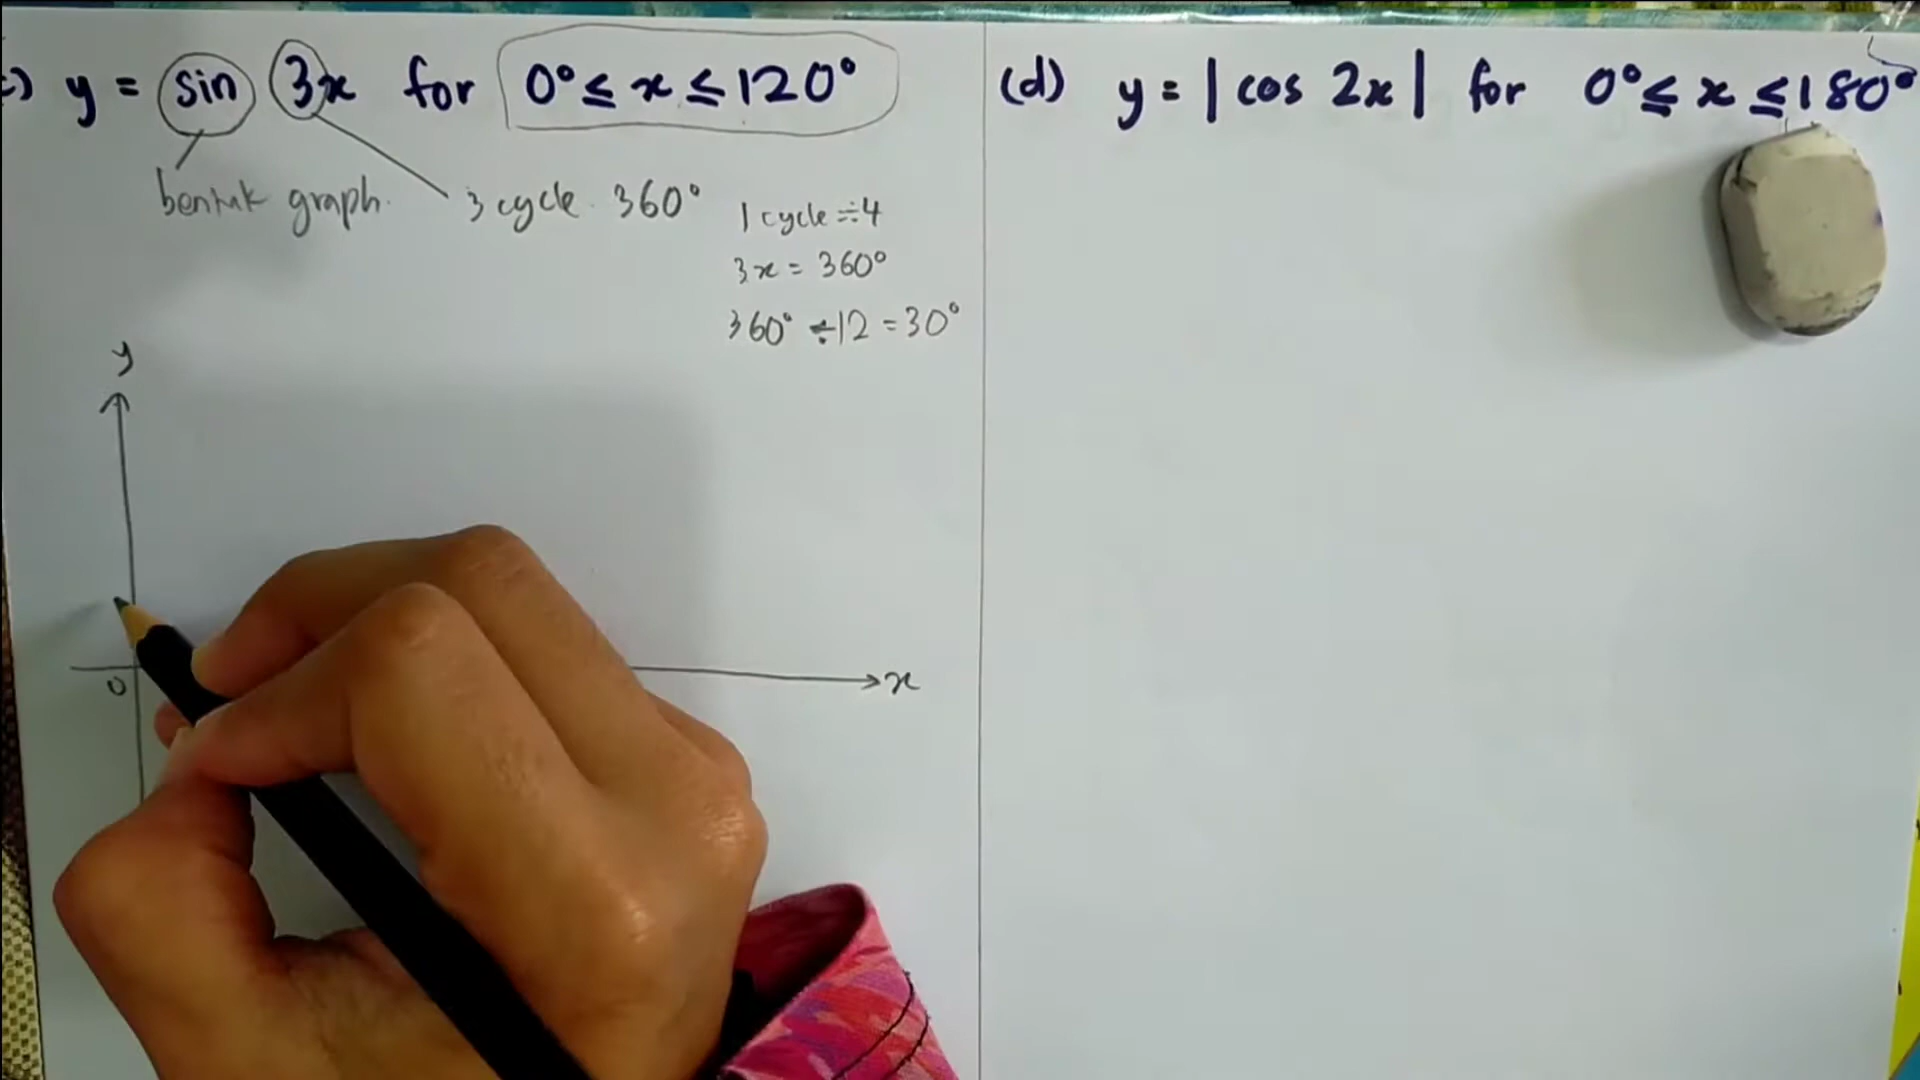 c) y = sin 3x for 0° ≤ x ≤ 120°
bentuk graph. 3 cycle. 360°
1 cycle ÷ 4
3x = 360°
360° ÷ 12 = 30°
y
0
x
(d) y = | cos 2x | for 0° ≤ x ≤ 180°